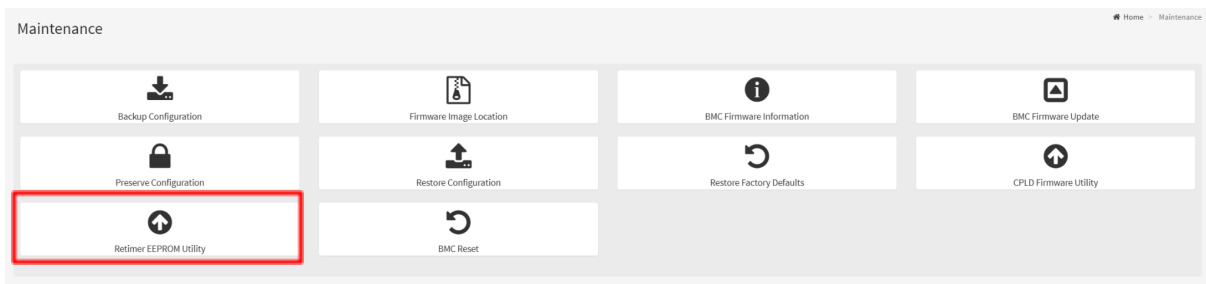 Maintenance
Home > Maintenance
Backup Configuration
Firmware Image Location
BMC Firmware Information
BMC Firmware Update
Preserve Configuration
Restore Configuration
Restore Factory Defaults
CPLD Firmware Utility
Retimer EEPROM Utility
BMC Reset